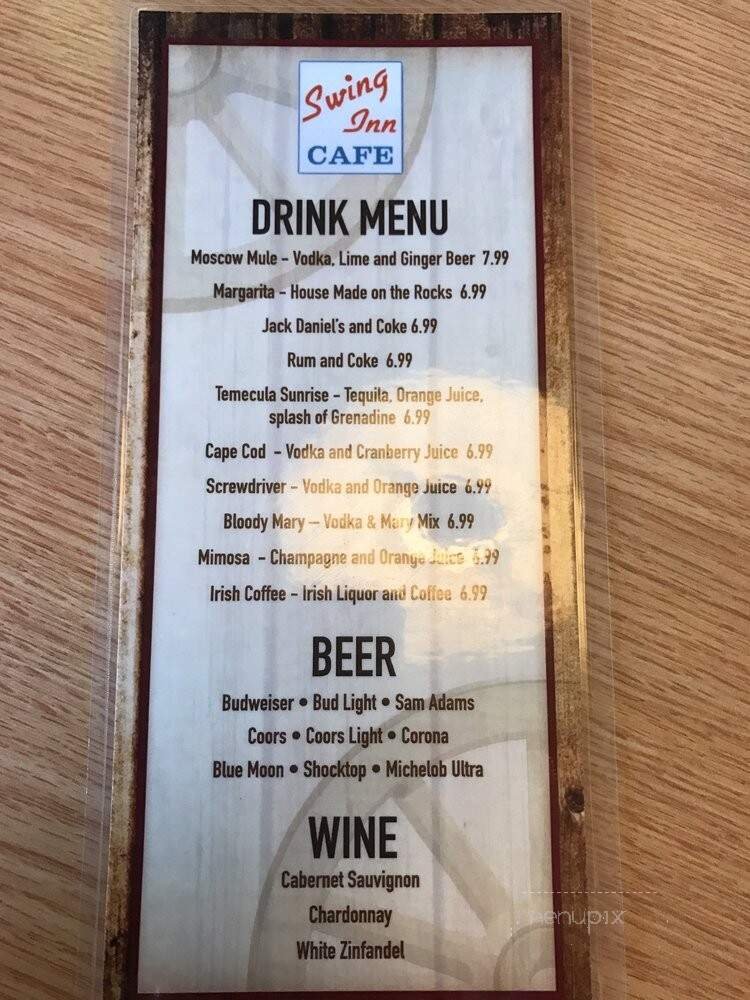 Swing
Inn
CAFE
DRINK MENU
Moscow Mule - Vodka, Lime and Ginger Beer 7.99
Margarita - House Made on the Rocks 6.99
Jack Daniel's and Coke 6.99
Rum and Coke 6.99
Temecula Sunrise - Tequila, Orange Juice,
splash of Grenadine 6.99
Cape Cod - Vodka and Cranberry Juice 6.99
Screwdriver - Vodka and Orange Juice 6.99
Bloody Mary – Vodka & Mary Mix 6.99
Mimosa - Champagne and Orange Juice 6.99
Irish Coffee - Irish Liquor and Coffee 6.99
BEER
Budweiser • Bud Light • Sam Adams
Coors • Coors Light • Corona
Blue Moon • Shocktop • Michelob Ultra
WINE
Cabernet Sauvignon
Chardonnay
White Zinfandel
menupix